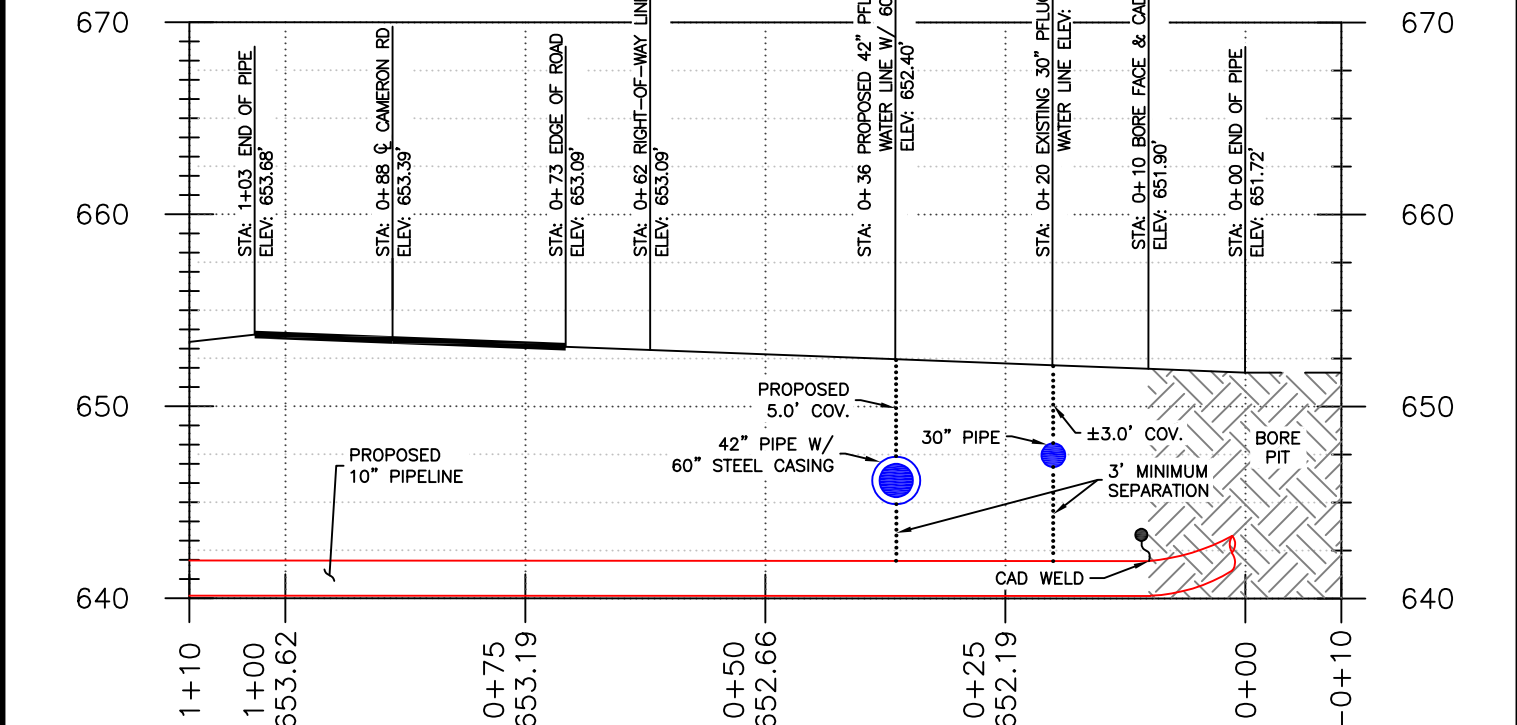 670
670
660
660
650
650
640
640
STA: 1+03 END OF PIPE
ELEV: 653.68'
STA: 0+88 ℄ CAMERON RD
ELEV: 653.39'
STA: 0+73 EDGE OF ROAD
ELEV: 653.09'
STA: 0+62 RIGHT-OF-WAY LINE
ELEV: 653.09'
STA: 0+36 PROPOSED 42" PFL
WATER LINE W/ 60
ELEV: 652.40'
STA: 0+20 EXISTING 30" PFLUG
WATER LINE ELEV:
STA: 0+10 BORE FACE & CAD
ELEV: 651.90'
STA: 0+00 END OF PIPE
ELEV: 651.72'
PROPOSED
5.0' COV.
42" PIPE W/
60" STEEL CASING
30" PIPE
±3.0' COV.
3' MINIMUM
SEPARATION
BORE
PIT
PROPOSED
10" PIPELINE
CAD WELD
1+10
1+00
653.62
0+75
653.19
0+50
652.66
0+25
652.19
0+00
-0+10